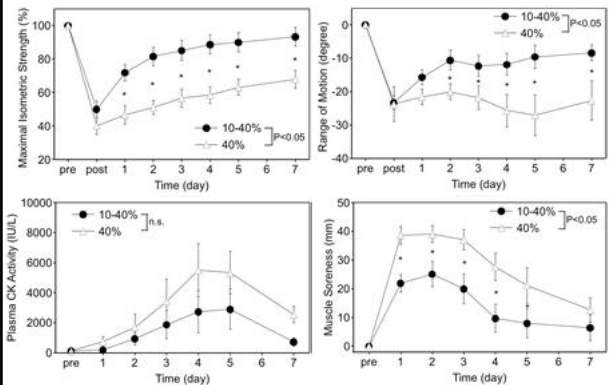 Maximal Isometric Strength (%)
100
80
60
40
20
10-40%
40%
P<0.05
* * * * * *
pre post 1 2 3 4 5 6 7
Time (day)
Range of Motion (degree)
10
0
-10
-20
-30
-40
10-40%
40%
P<0.05
* * * * * *
pre post 1 2 3 4 5 6 7
Time (day)
Plasma CK Activity (IU/L)
10000
8000
6000
4000
2000
0
10-40%
40%
n.s.
pre 1 2 3 4 5 6 7
Time (day)
Muscle Soreness (mm)
50
40
30
20
10
0
10-40%
40%
P<0.05
* * * * *
pre 1 2 3 4 5 6 7
Time (day)